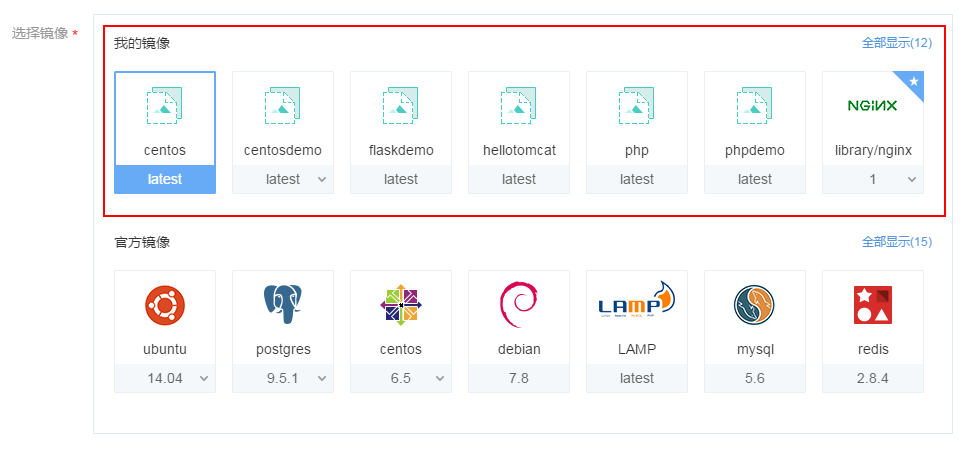 选择镜像 *
我的镜像 全部显示(12)
NGiNX
centos centosdemo flaskdemo hellotomcat php phpdemo library/nginx
latest latest latest latest latest latest 1
官方镜像 全部显示(15)
LAMP
ubuntu postgres centos debian LAMP mysql redis
14.04 9.5.1 6.5 7.8 latest 5.6 2.8.4